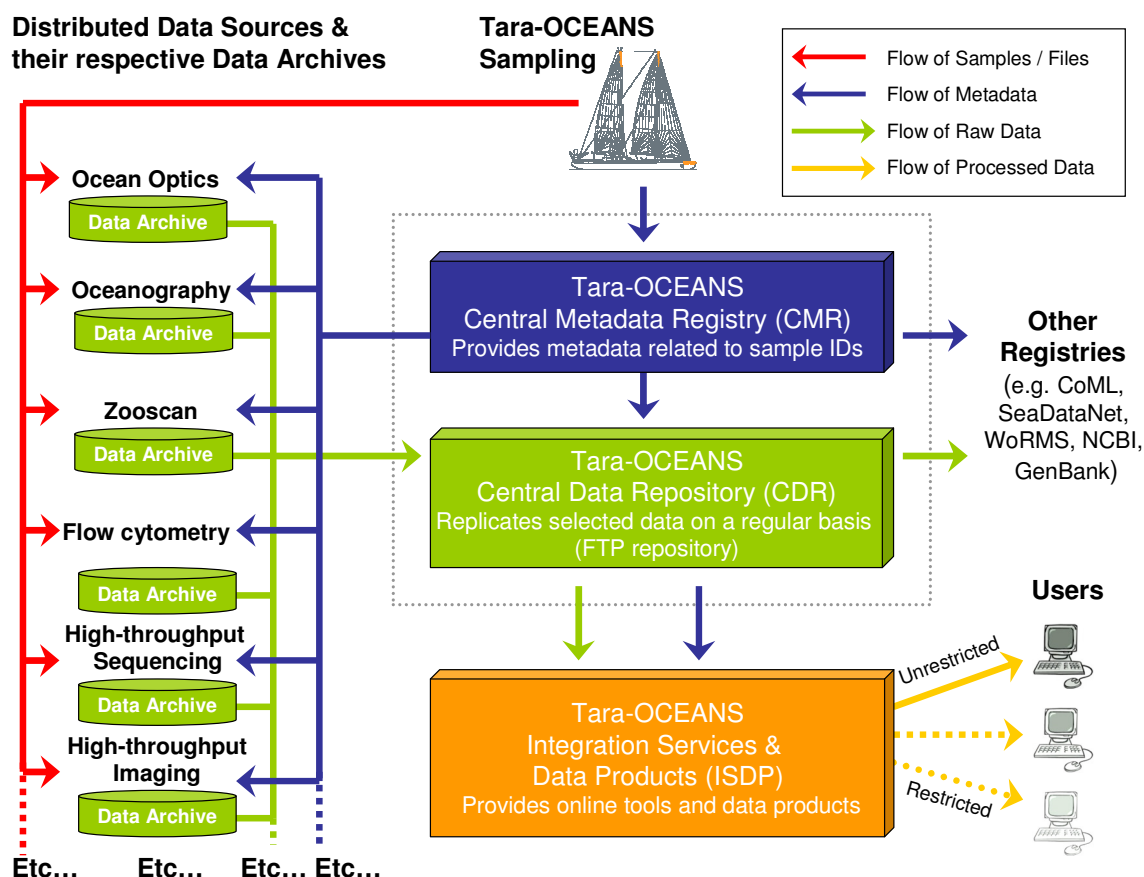 Distributed Data Sources &
their respective Data Archives
Tara-OCEANS
Sampling
Flow of Samples / Files
Flow of Metadata
Flow of Raw Data
Flow of Processed Data
Ocean Optics
Data Archive
Oceanography
Data Archive
Zooscan
Data Archive
Flow cytometry
Data Archive
High-throughput
Sequencing
Data Archive
High-throughput
Imaging
Data Archive
Etc...
Etc...
Etc...
Etc...
Tara-OCEANS
Central Metadata Registry (CMR)
Provides metadata related to sample IDs
Tara-OCEANS
Central Data Repository (CDR)
Replicates selected data on a regular basis
(FTP repository)
Tara-OCEANS
Integration Services &
Data Products (ISDP)
Provides online tools and data products
Other
Registries
(e.g. CoML,
SeaDataNet,
WoRMS, NCBI,
GenBank)
Users
Unrestricted
Restricted